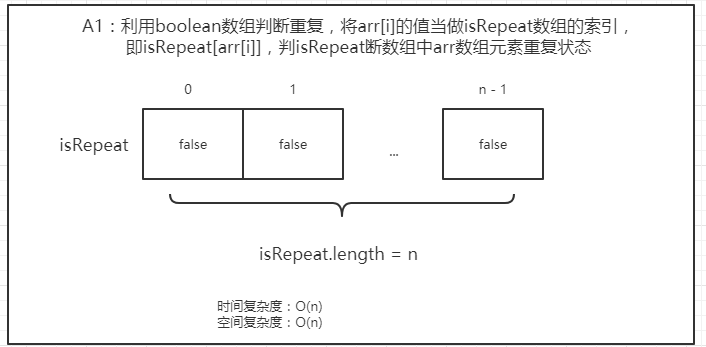 A1：利用boolean数组判断重复，将arr[i]的值当做isRepeat数组的索引，
即isRepeat[arr[i]]，判isRepeat断数组中arr数组元素重复状态
0 1 n - 1
isRepeat false false ... false
isRepeat.length = n
时间复杂度：O(n)
空间复杂度：O(n)